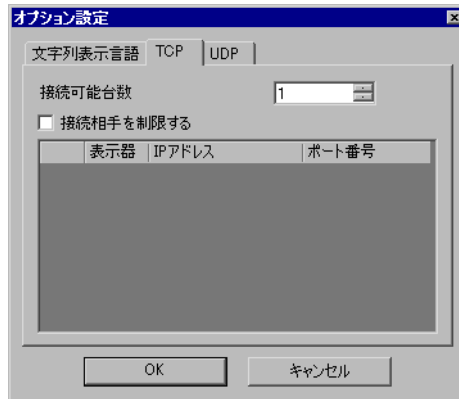 オプション設定
文字列表示言語 TCP UDP
接続可能台数 1
接続相手を制限する
表示器 IPアドレス ポート番号
OK キャンセル